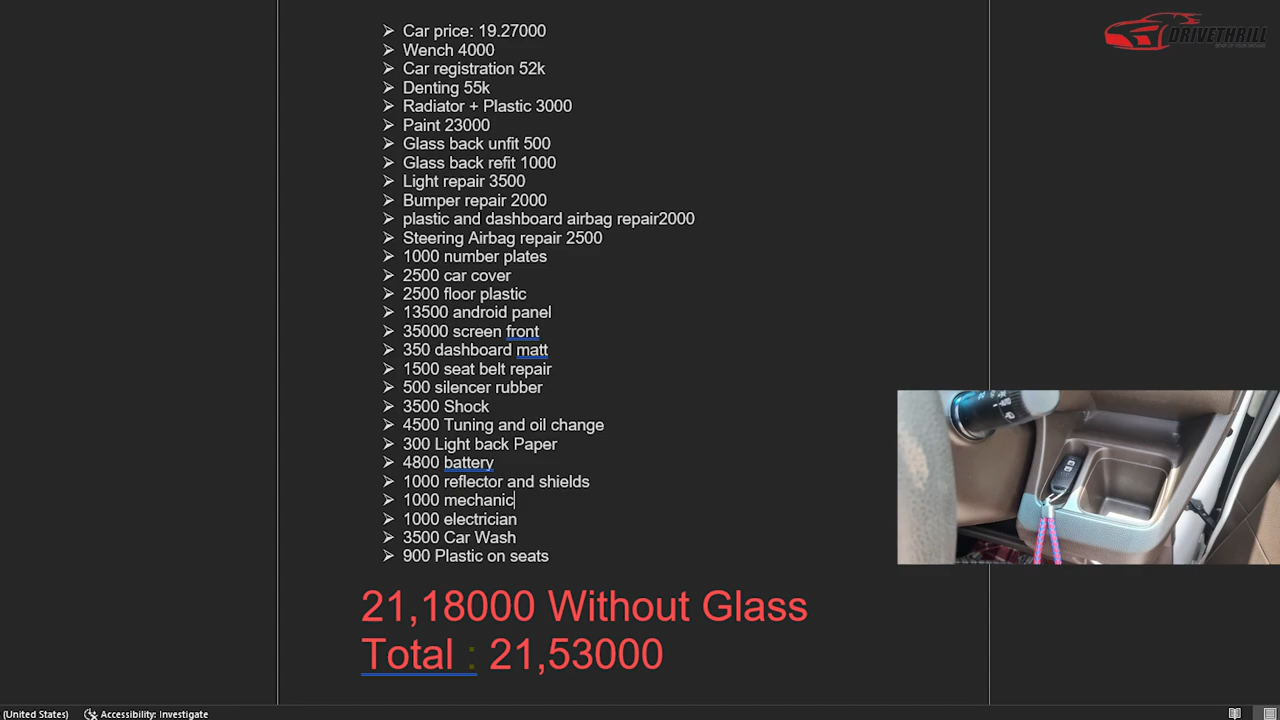 Car price: 19.27000
Wench 4000
Car registration 52k
Denting 55k
Radiator + Plastic 3000
Paint 23000
Glass back unfit 500
Glass back refit 1000
Light repair 3500
Bumper repair 2000
plastic and dashboard airbag repair2000
Steering Airbag repair 2500
1000 number plates
2500 car cover
2500 floor plastic
13500 android panel
35000 screen front
350 dashboard matt
1500 seat belt repair
500 silencer rubber
3500 Shock
4500 Tuning and oil change
300 Light back Paper
4800 battery
1000 reflector and shields
1000 mechanic
1000 electrician
3500 Car Wash
900 Plastic on seats
21,18000 Without Glass
Total : 21,53000
DRIVETHRILL
(United States) Accessibility: Investigate